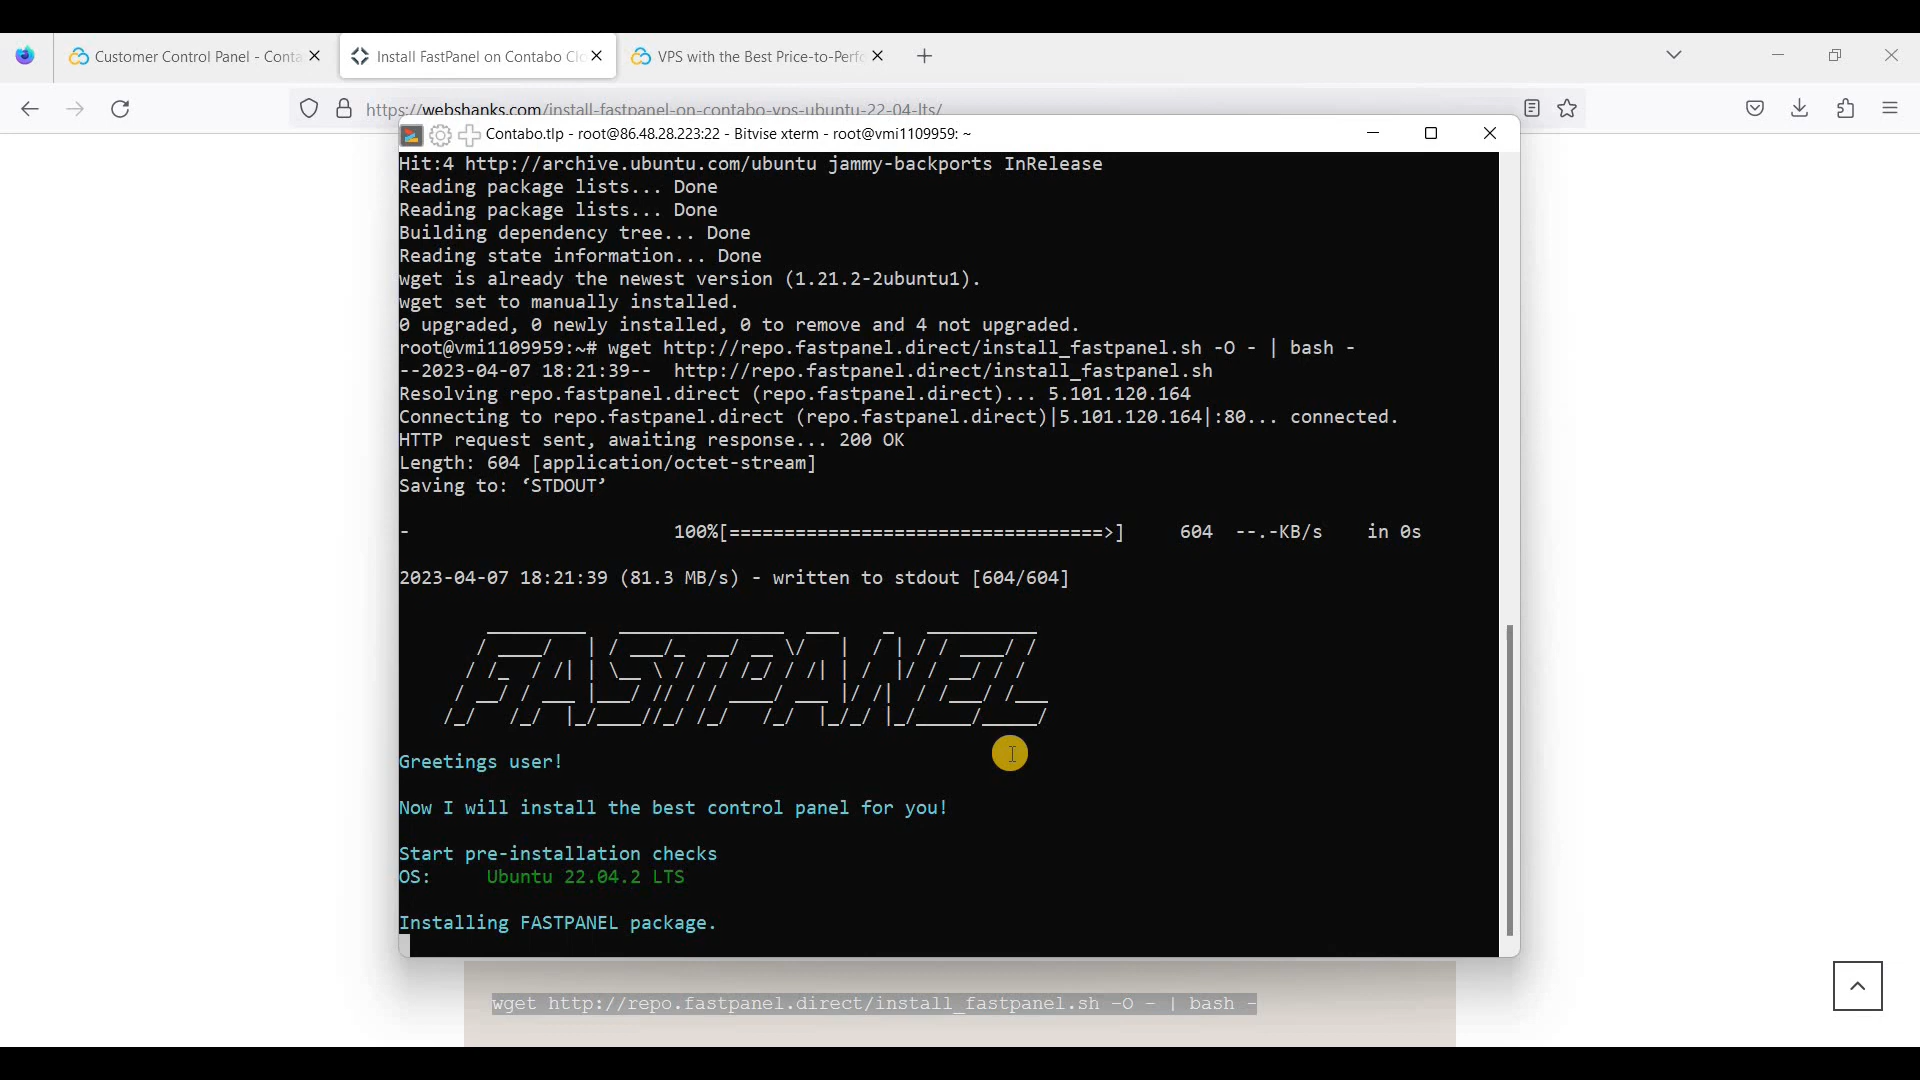 Customer Control Panel - Conta
Install FastPanel on Contabo Clo
VPS with the Best Price-to-Perfo
https://webshanks.com/install-fastpanel-on-contabo-vps-ubuntu-22-04-lts/
Contabo.tlp - root@86.48.28.223:22 - Bitvise xterm - root@vmi1109959: ~
Hit:4 http://archive.ubuntu.com/ubuntu jammy-backports InRelease
Reading package lists... Done
Reading package lists... Done
Building dependency tree... Done
Reading state information... Done
wget is already the newest version (1.21.2-2ubuntu1).
wget set to manually installed.
0 upgraded, 0 newly installed, 0 to remove and 4 not upgraded.
root@vmi1109959:~# wget http://repo.fastpanel.direct/install_fastpanel.sh -O - | bash -
--2023-04-07 18:21:39--  http://repo.fastpanel.direct/install_fastpanel.sh
Resolving repo.fastpanel.direct (repo.fastpanel.direct)... 5.101.120.164
Connecting to repo.fastpanel.direct (repo.fastpanel.direct)|5.101.120.164|:80... connected.
HTTP request sent, awaiting response... 200 OK
Length: 604 [application/octet-stream]
Saving to: ‘STDOUT’
-                        100%[==================================>]     604  --.-KB/s    in 0s
2023-04-07 18:21:39 (81.3 MB/s) - written to stdout [604/604]
FASTPANEL
Greetings user!
Now I will install the best control panel for you!
Start pre-installation checks
OS:     Ubuntu 22.04.2 LTS
Installing FASTPANEL package.
wget http://repo.fastpanel.direct/install_fastpanel.sh -O - | bash -